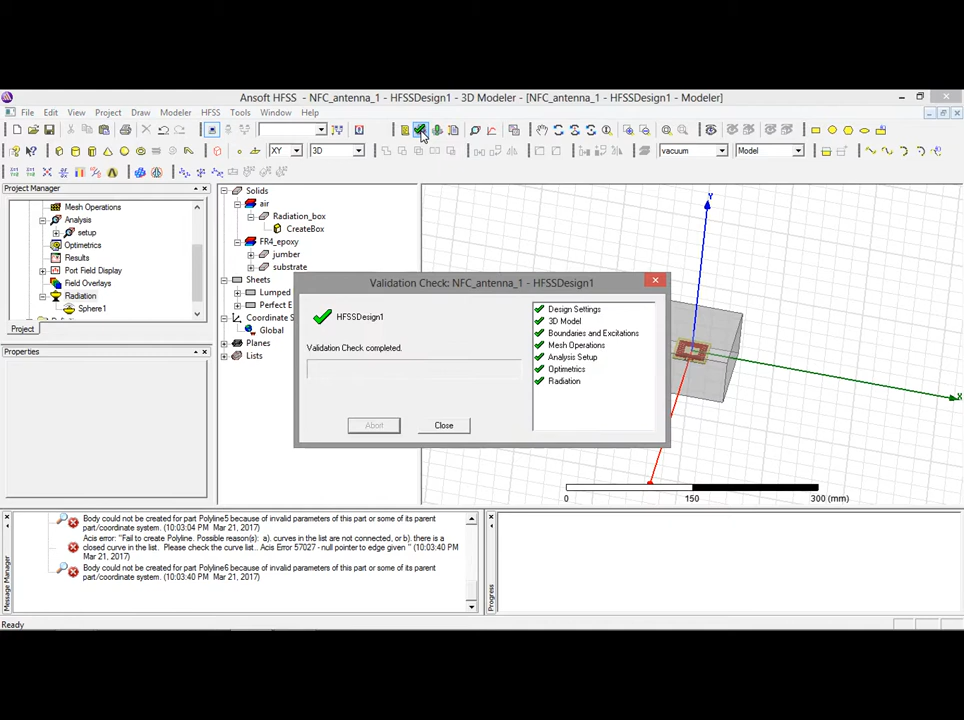 Ansoft HFSS - NFC_antenna_1 - HFSSDesign1 - 3D Modeler - [NFC_antenna_1 - HFSSDesign1 - Modeler]
File Edit View Project Draw Modeler HFSS Tools Window Help
XY 3D vacuum Model
Project Manager
Mesh Operations
Analysis
setup
Optimetrics
Results
Port Field Display
Field Overlays
Radiation
Sphere1
Project
Properties
Solids
air
Radiation_box
CreateBox
FR4_epoxy
jumber
substrate
Sheets
Lumped
Perfect E
Coordinate S
Global
Planes
Lists
Validation Check: NFC_antenna_1 - HFSSDesign1
HFSSDesign1
Validation Check completed.
Abort
Close
Design Settings
3D Model
Boundaries and Excitations
Mesh Operations
Analysis Setup
Optimetrics
Radiation
Y
X
0 150 300 (mm)
Body could not be created for part Polyline5 because of invalid parameters of this part or some of its parent
part/coordinate system. (10:03:04 PM Mar 21, 2017)
Acis error: "Fail to create Polyline. Possible reason(s): a). curves in the list are not connected, or b). there is a
closed curve in the list. Please check the curve list.. Acis Error 57027 - null pointer to edge given " (10:03:40 PM
Mar 21, 2017)
Body could not be created for part Polyline6 because of invalid parameters of this part or some of its parent
part/coordinate system. (10:03:40 PM Mar 21, 2017)
Message Manager
Progress
Ready